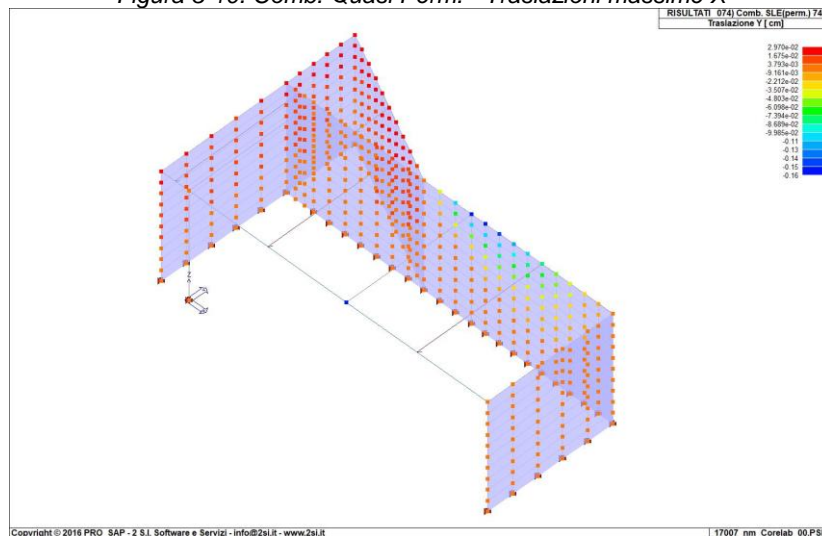 Figura 8-19: Comb. Quasi Perm. - Traslazioni massime X
RISULTATI 074) Comb. SLE(perm.) 74
Traslazione Y [ cm]
2.970e-02
1.675e-02
3.793e-03
-9.161e-03
-2.212e-02
-3.507e-02
-4.803e-02
-6.098e-02
-7.394e-02
-8.689e-02
-9.985e-02
-0.11
-0.13
-0.14
-0.15
-0.16
Z
Copyright © 2016 PRO_SAP - 2 S.I. Software e Servizi - info@2si.it - www.2si.it
17007_nm_Corelab_00.PS